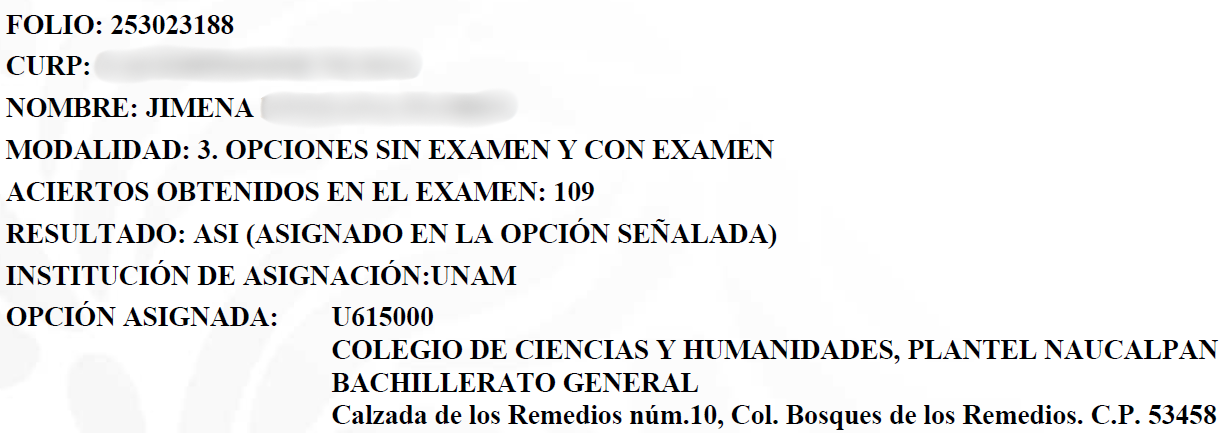 FOLIO: 253023188
CURP:
NOMBRE: JIMENA
MODALIDAD: 3. OPCIONES SIN EXAMEN Y CON EXAMEN
ACIERTOS OBTENIDOS EN EL EXAMEN: 109
RESULTADO: ASI (ASIGNADO EN LA OPCIÓN SEÑALADA)
INSTITUCIÓN DE ASIGNACIÓN:UNAM
OPCIÓN ASIGNADA: U615000
COLEGIO DE CIENCIAS Y HUMANIDADES, PLANTEL NAUCALPAN
BACHILLERATO GENERAL
Calzada de los Remedios núm.10, Col. Bosques de los Remedios. C.P. 53458